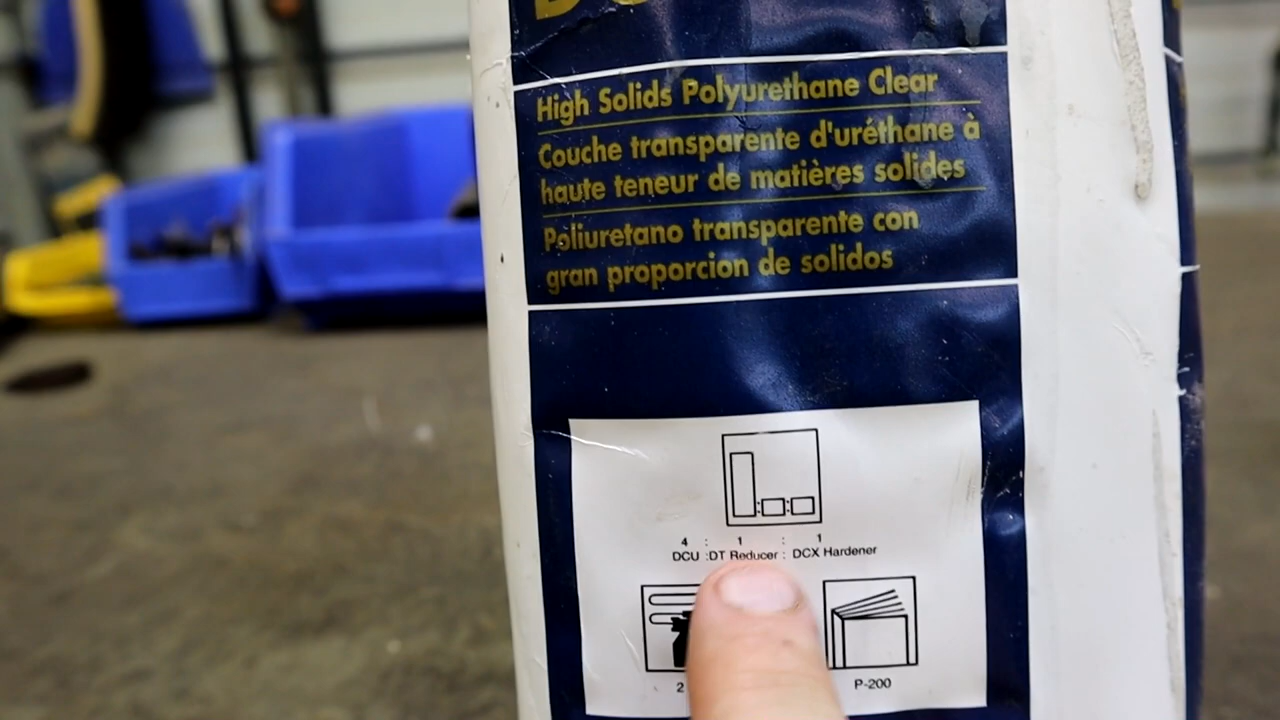 High Solids Polyurethane Clear
Couche transparente d'uréthane à
haute teneur de matières solides
Poliuretano transparente con
gran proporcion de solidos
4 : 1 : 1
DCU :DT Reducer : DCX Hardener
2
P-200